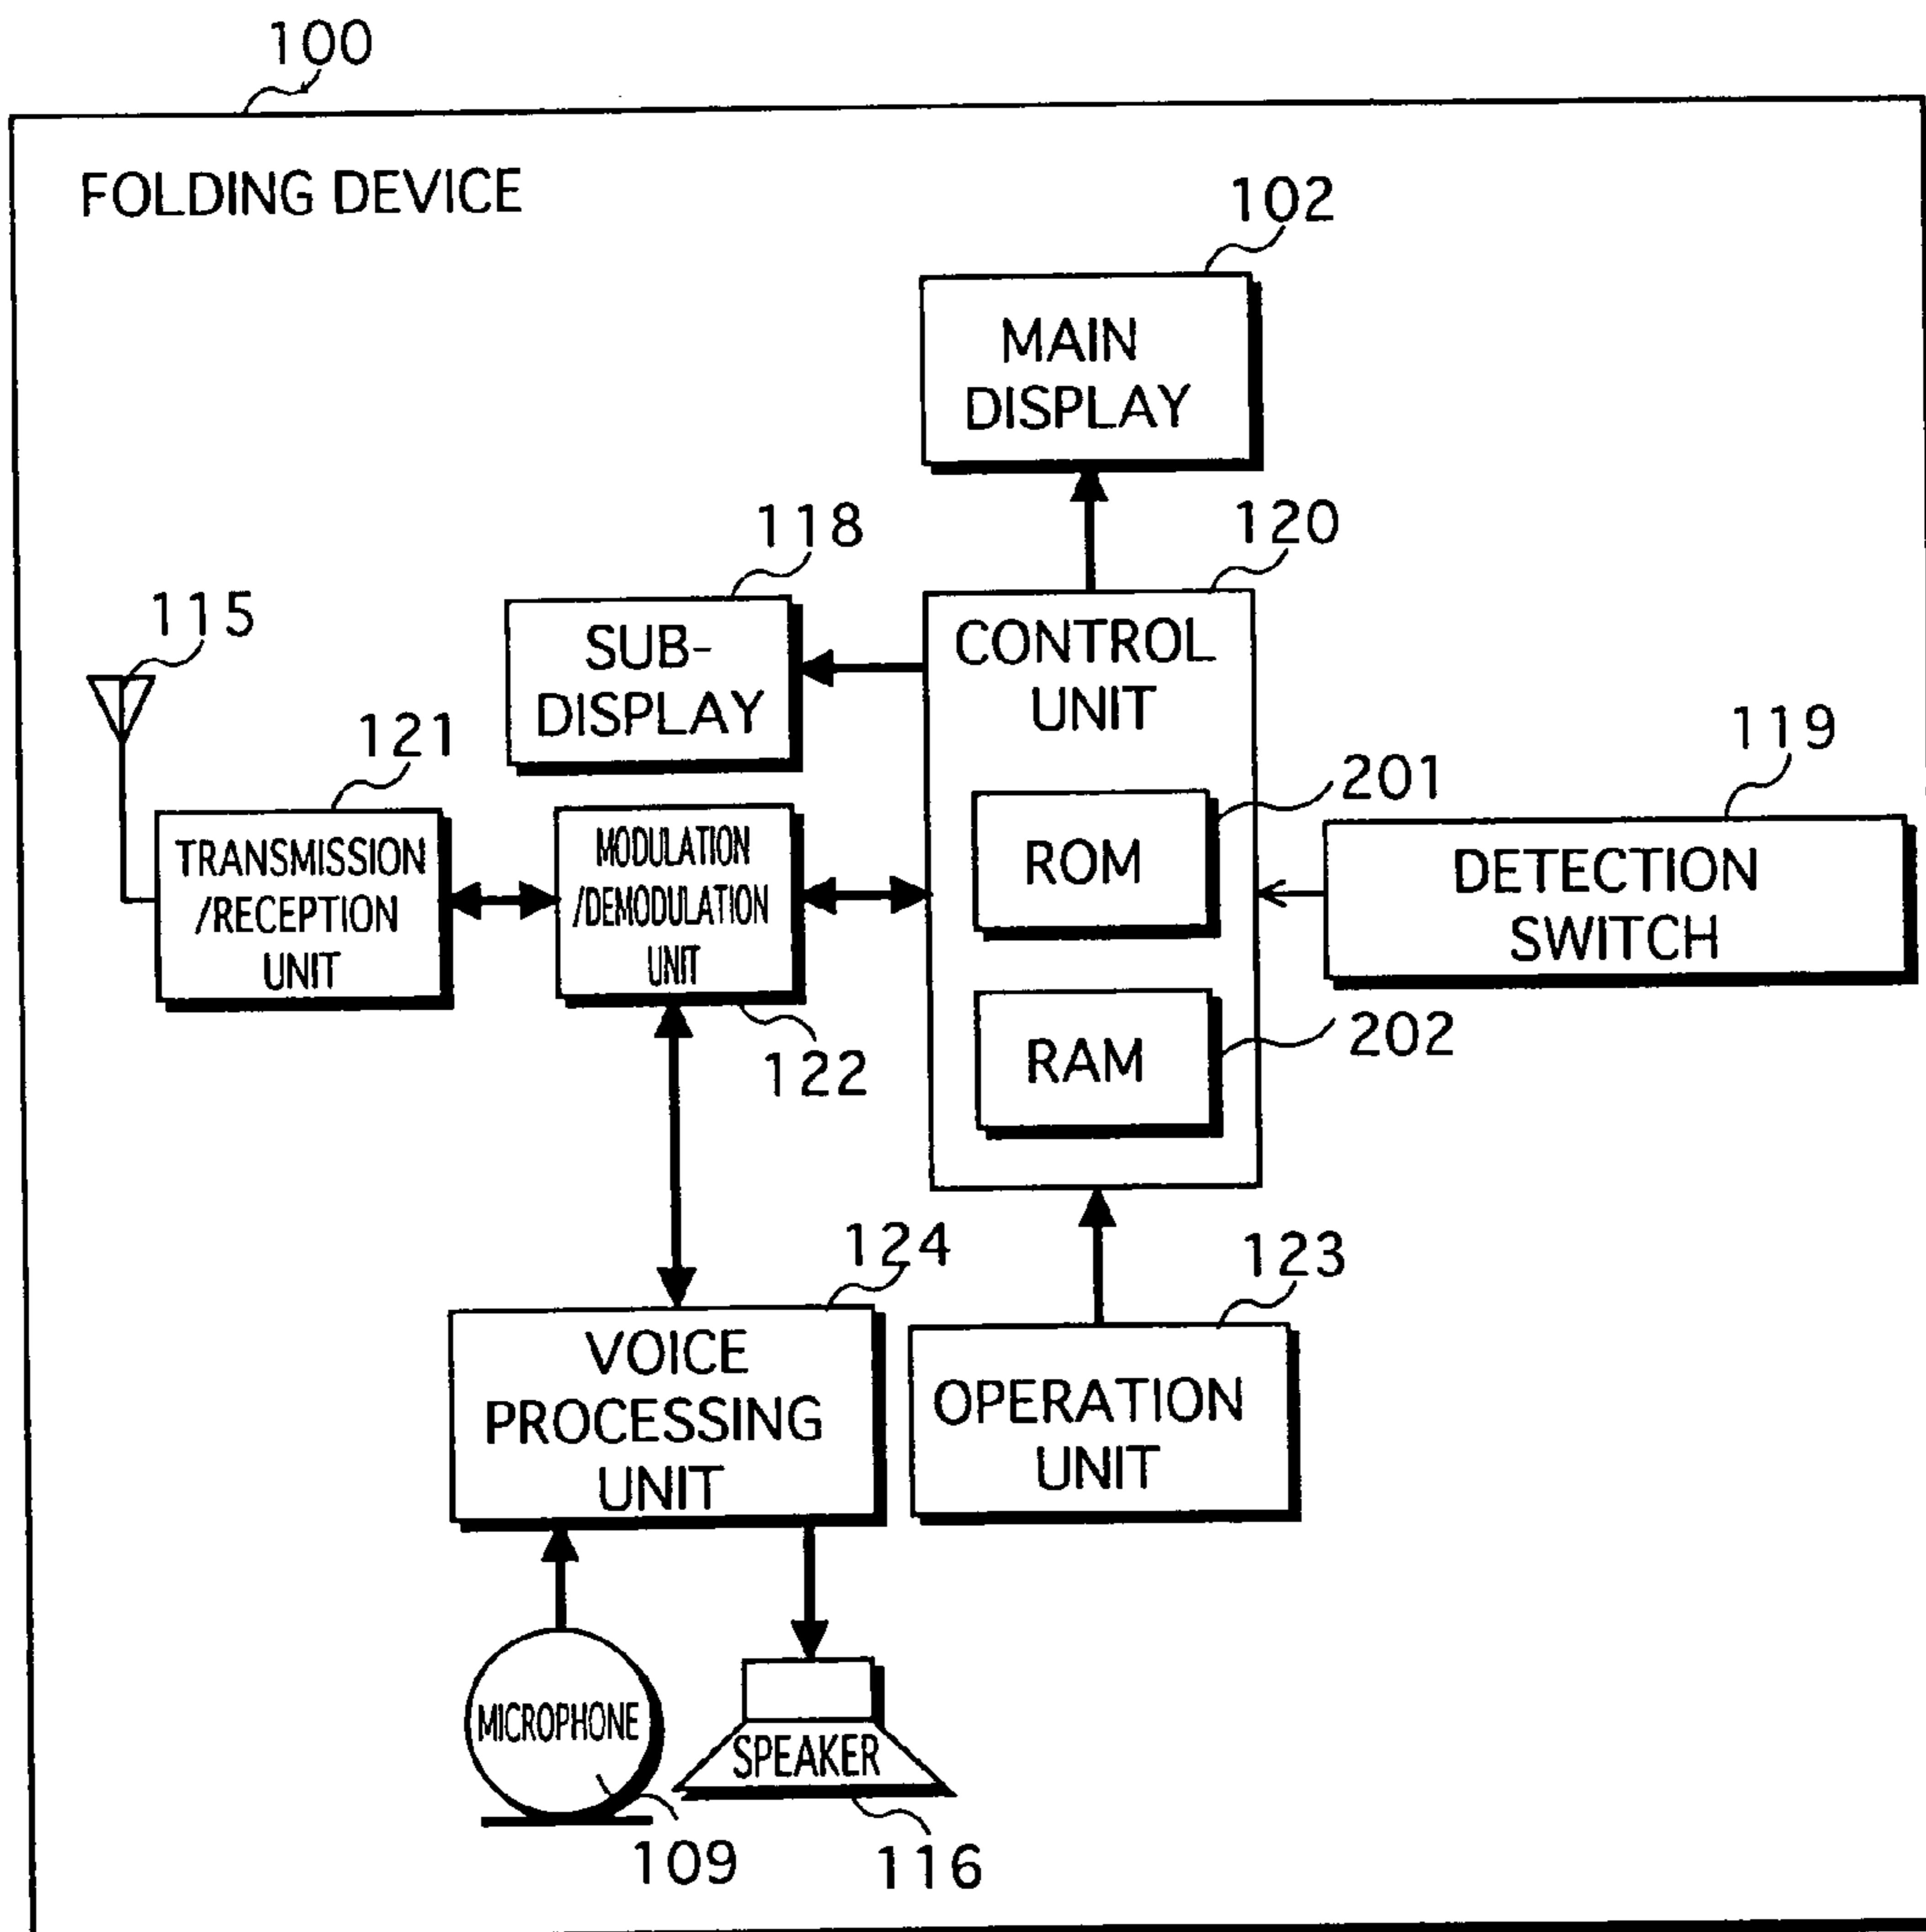 100
FOLDING DEVICE
102
MAIN
DISPLAY
118
120
SUB-
DISPLAY
CONTROL
UNIT
115
121
119
201
TRANSMISSION
/RECEPTION
UNIT
MODULATION
/DEMODULATION
UNIT
ROM
DETECTION
SWITCH
122
RAM
202
124
123
VOICE
PROCESSING
UNIT
OPERATION
UNIT
MICROPHONE
SPEAKER
109
116